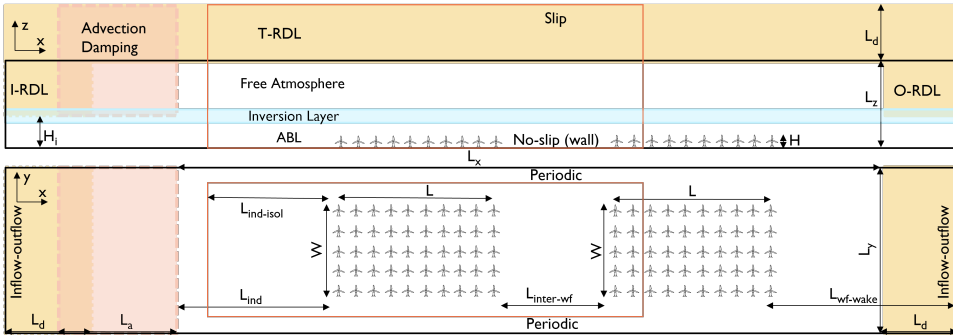 z
x
Advection
Damping
T-RDL
Slip
L_d
I-RDL
Free Atmosphere
L_z
O-RDL
Inversion Layer
H_i
ABL
No-slip (wall)
H
L_x
y
x
Periodic
L
L
L_ind-isol
Inflow-outflow
W
W
L_y
Inflow-outflow
L_ind
L_inter-wf
L_wf-wake
L_d
L_a
Periodic
L_d